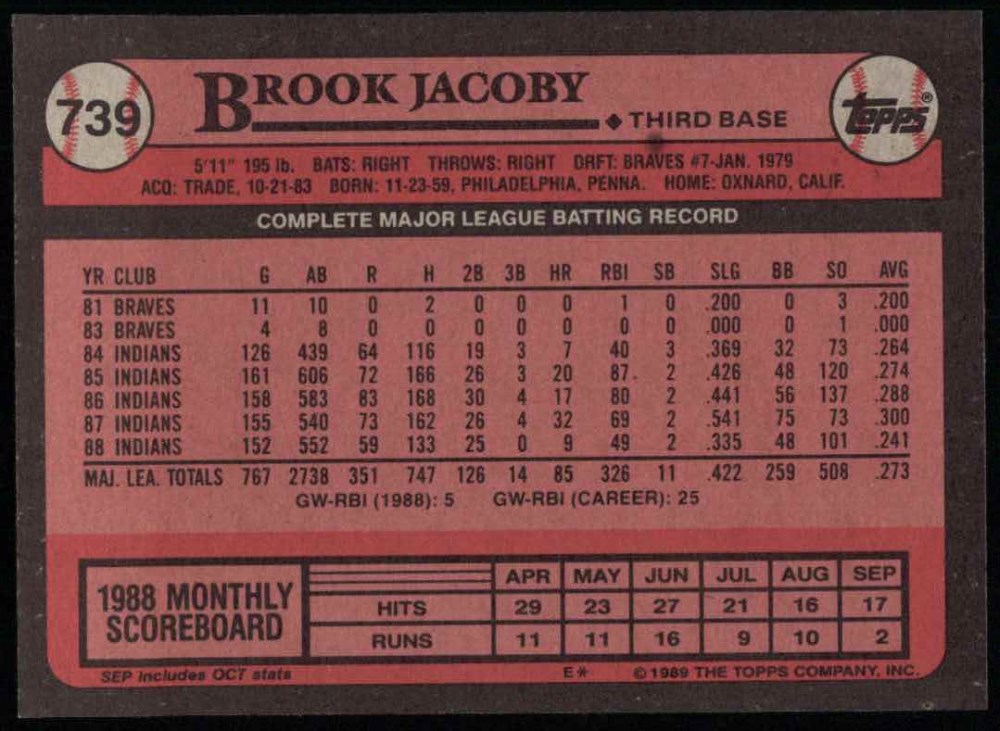 739
BROOK JACOBY
◆ THIRD BASE
Topps®
5'11" 195 lb. BATS: RIGHT THROWS: RIGHT DRFT: BRAVES #7-JAN. 1979
ACQ: TRADE, 10-21-83 BORN: 11-23-59, PHILADELPHIA, PENNA. HOME: OXNARD, CALIF.
COMPLETE MAJOR LEAGUE BATTING RECORD
YR CLUB G AB R H 2B 3B HR RBI SB SLG BB SO AVG
81 BRAVES 11 10 0 2 0 0 0 1 0 .200 0 3 .200
83 BRAVES 4 8 0 0 0 0 0 0 0 .000 0 1 .000
84 INDIANS 126 439 64 116 19 3 7 40 3 .369 32 73 .264
85 INDIANS 161 606 72 166 26 3 20 87 2 .426 48 120 .274
86 INDIANS 158 583 83 168 30 4 17 80 2 .441 56 137 .288
87 INDIANS 155 540 73 162 26 4 32 69 2 .541 75 73 .300
88 INDIANS 152 552 59 133 25 0 9 49 2 .335 48 101 .241
MAJ. LEA. TOTALS 767 2738 351 747 126 14 85 326 11 .422 259 508 .273
GW-RBI (1988): 5 GW-RBI (CAREER): 25
1988 MONTHLY
SCOREBOARD
APR MAY JUN JUL AUG SEP
HITS 29 23 27 21 16 17
RUNS 11 11 16 9 10 2
SEP includes OCT stats
E* © 1989 THE TOPPS COMPANY, INC.